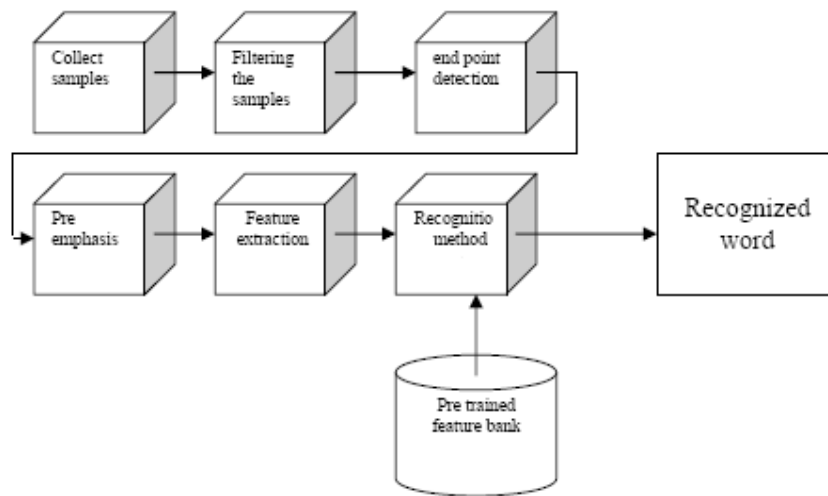 Collect
samples
Filtering
the
samples
end point
detection
Pre
emphasis
Feature
extraction
Recognitio
method
Recognized
word
Pre trained
feature bank